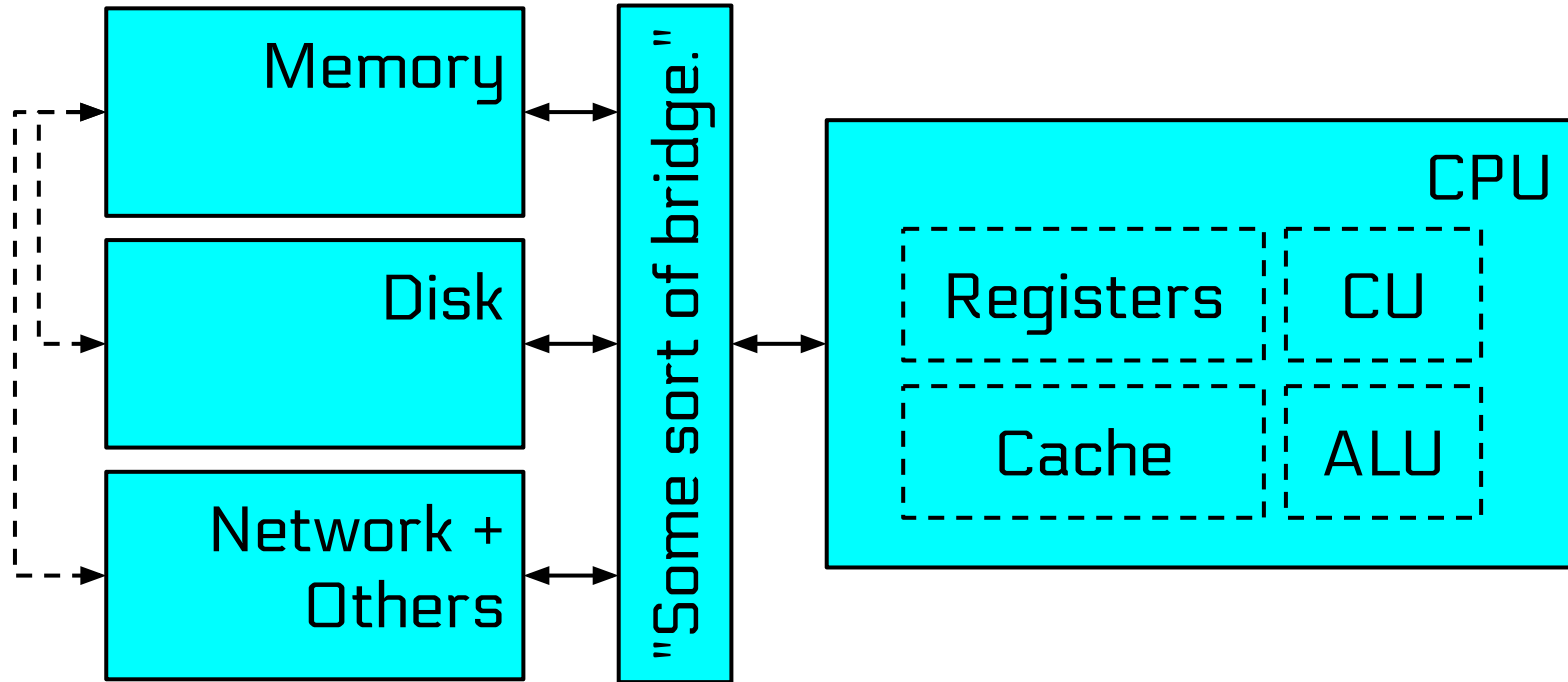 Memory
Disk
Network +
Others
"Some sort of bridge."
CPU
Registers
CU
Cache
ALU